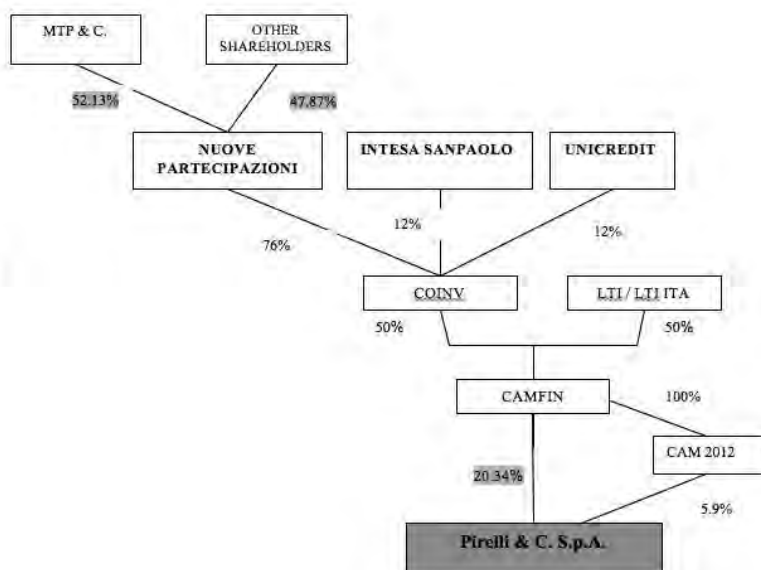 MTP & C.
OTHER
SHAREHOLDERS
52.13%
47.87%
NUOVE
PARTECIPAZIONI
INTESA SANPAOLO
UNICREDIT
76%
12%
12%
COINV
LTI / LTI ITA
50%
50%
CAMFIN
100%
CAM 2012
20.34%
5.9%
Pirelli & C. S.p.A.